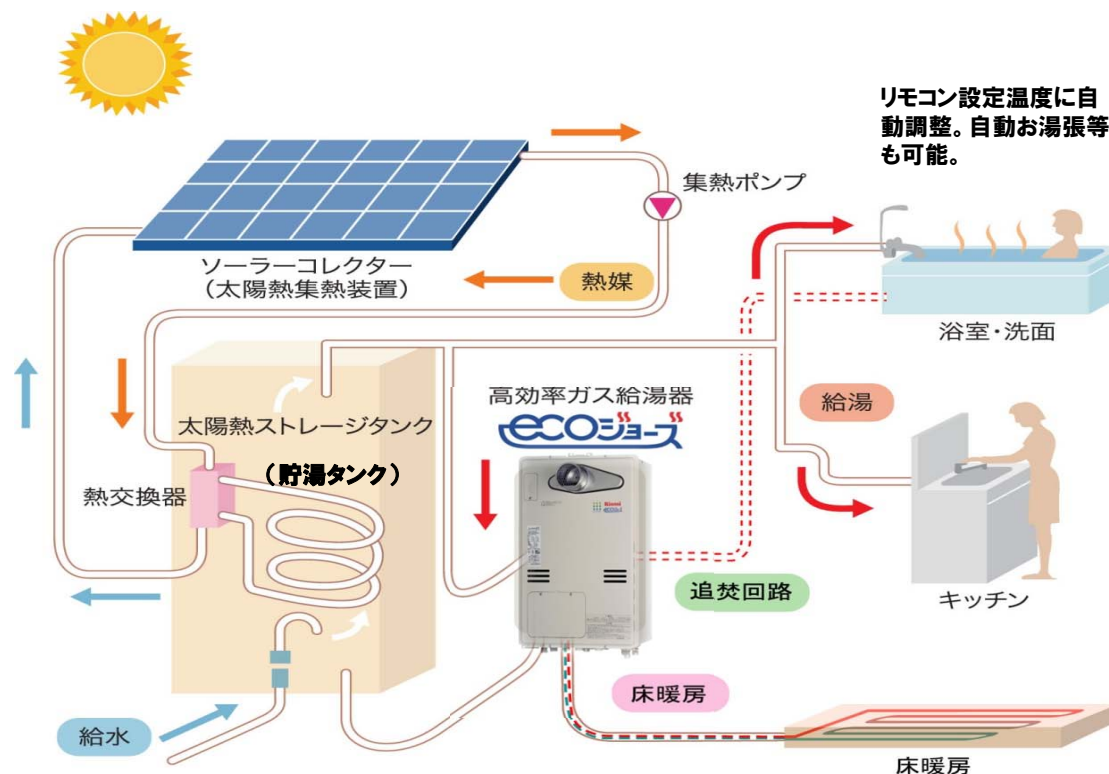 リモコン設定温度に自
動調整。自動お湯張等
も可能。
集熱ポンプ
ソーラーコレクター
(太陽熱集熱装置)
熱媒
浴室・洗面
高効率ガス給湯器
ecoジョーズ
給湯
太陽熱ストレージタンク
(貯湯タンク)
熱交換器
Rinnai
追焚回路
キッチン
床暖房
給水
床暖房